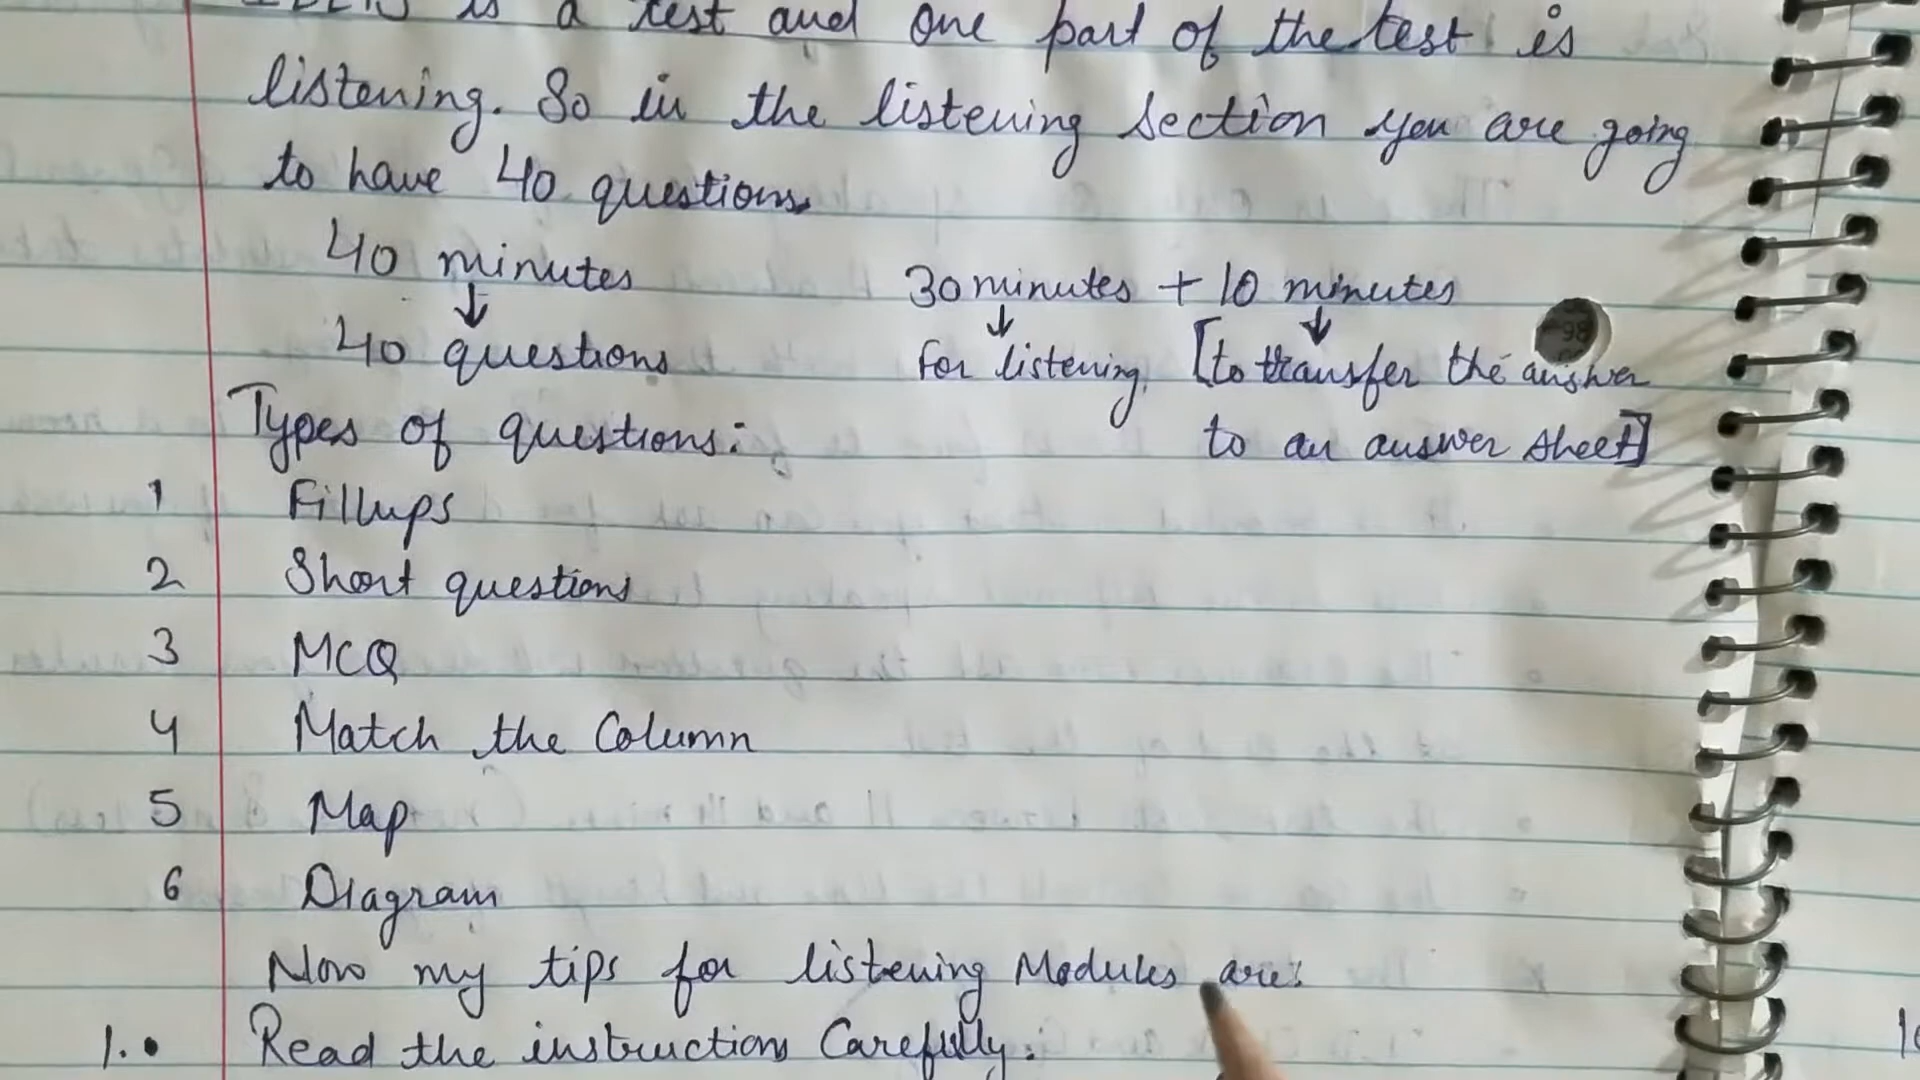 is a test and one part of the test is
listening. So in the listening section you are going
to have 40 questions
40 minutes
30 minutes + 10 minutes
↓
↓
↓
40 questions
For listening, [to transfer the answer
to an answer sheet]
Types of questions:
1 Fillups
2 Short questions
3 MCQ
4 Match the Column
5 Map
6 Diagram
Now my tips for listening Modules are:
1. • Read the instructions Carefully.